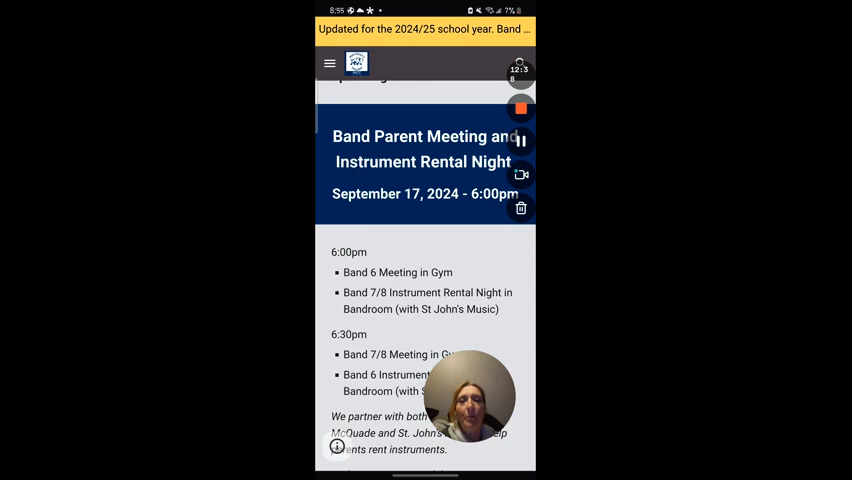 8:55 7%
Updated for the 2024/25 school year. Band ...
12:3
8
Band Parent Meeting and
Instrument Rental Night
September 17, 2024 - 6:00pm
6:00pm
▪ Band 6 Meeting in Gym
▪ Band 7/8 Instrument Rental Night in
Bandroom (with St John's Music)
6:30pm
▪ Band 7/8 Meeting in
▪ Band 6 Instrument
Bandroom (with
We partner with both
McQuade and St. John's
parents rent instruments.